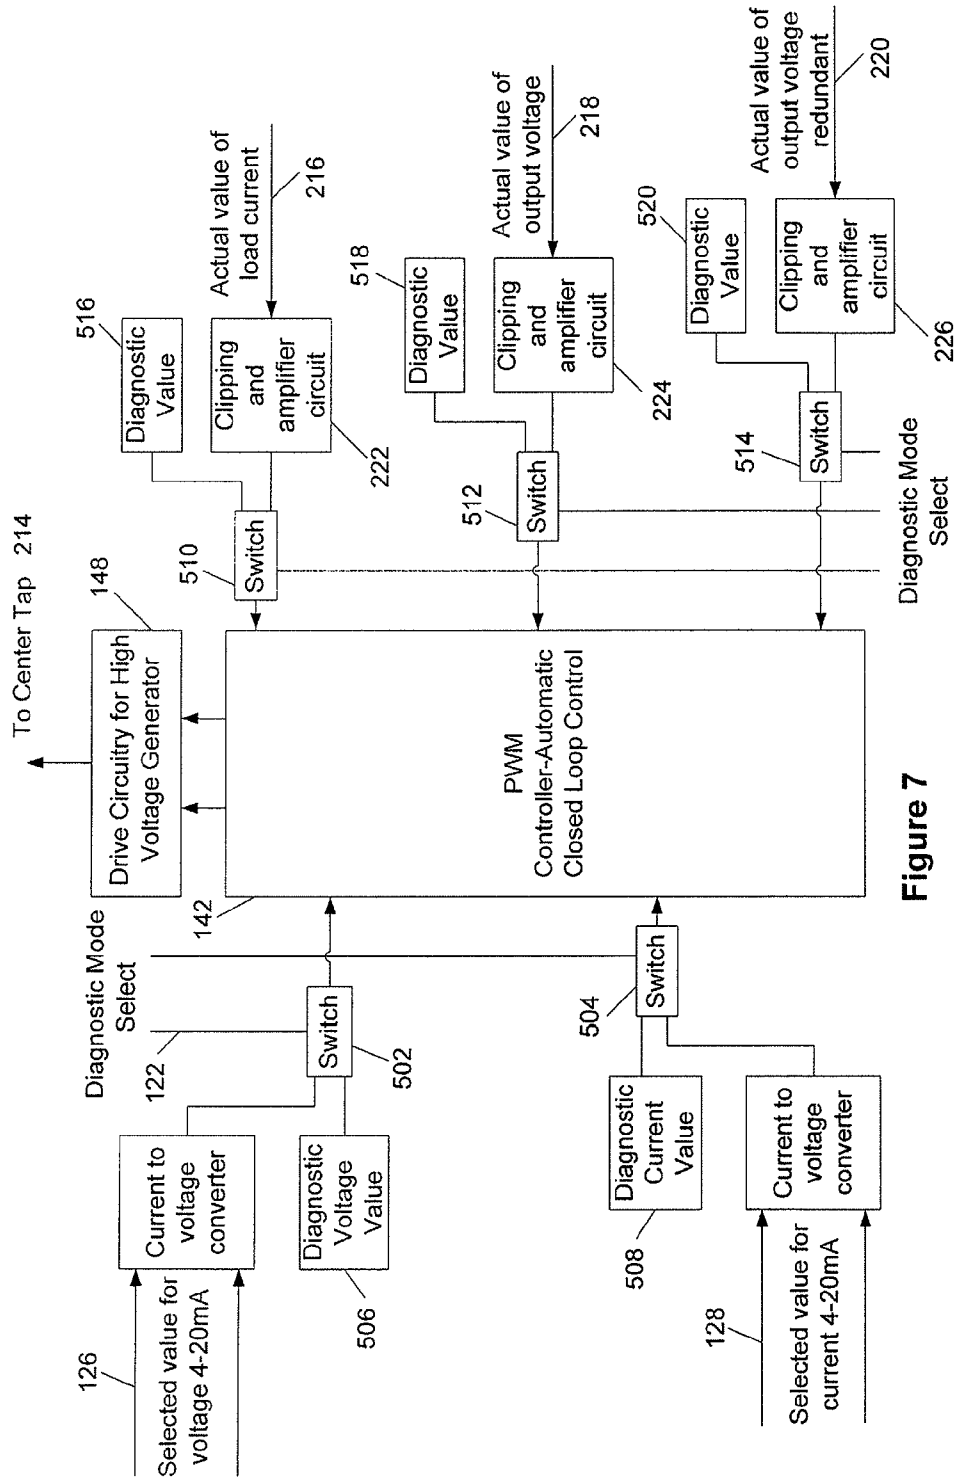 To Center Tap 214
Drive Circuitry for High
Voltage Generator
148
PWM
Controller-Automatic
Closed Loop Control
142
126
Selected value for
voltage 4-20mA
Current to
voltage
converter
Diagnostic
Voltage
Value
506
Diagnostic Mode
Select
122
Switch
502
128
Selected value for
current 4-20mA
Current to
voltage
converter
Diagnostic
Current
Value
508
Switch
504
Actual value of
load current
216
516
Diagnostic
Value
Clipping
and
amplifier
circuit
222
Switch
510
Actual value of
output voltage
218
518
Diagnostic
Value
Clipping
and
amplifier
circuit
224
Switch
512
Actual value of
output voltage
redundant
220
520
Diagnostic
Value
Clipping
and
amplifier
circuit
226
Switch
514
Diagnostic Mode
Select
Figure 7